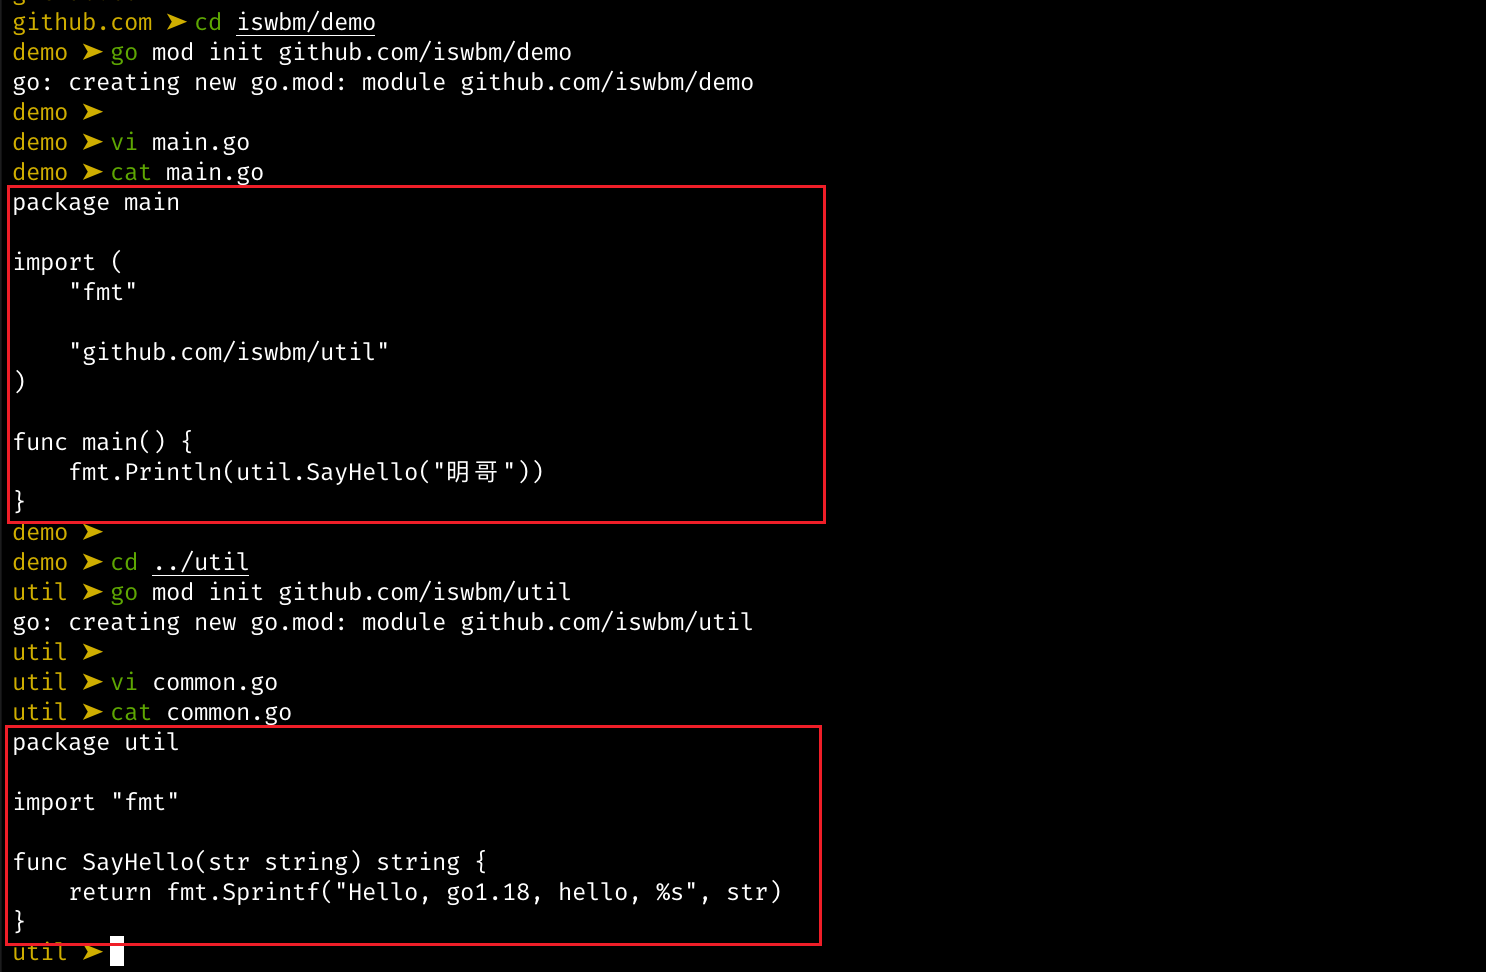 github.com ➤ cd iswbm/demo
demo ➤ go mod init github.com/iswbm/demo
go: creating new go.mod: module github.com/iswbm/demo
demo ➤
demo ➤ vi main.go
demo ➤ cat main.go
package main
import (
    "fmt"
    "github.com/iswbm/util"
)
func main() {
    fmt.Println(util.SayHello("明哥"))
}
demo ➤
demo ➤ cd ../util
util ➤ go mod init github.com/iswbm/util
go: creating new go.mod: module github.com/iswbm/util
util ➤
util ➤ vi common.go
util ➤ cat common.go
package util
import "fmt"
func SayHello(str string) string {
    return fmt.Sprintf("Hello, go1.18, hello, %s", str)
}
util ➤